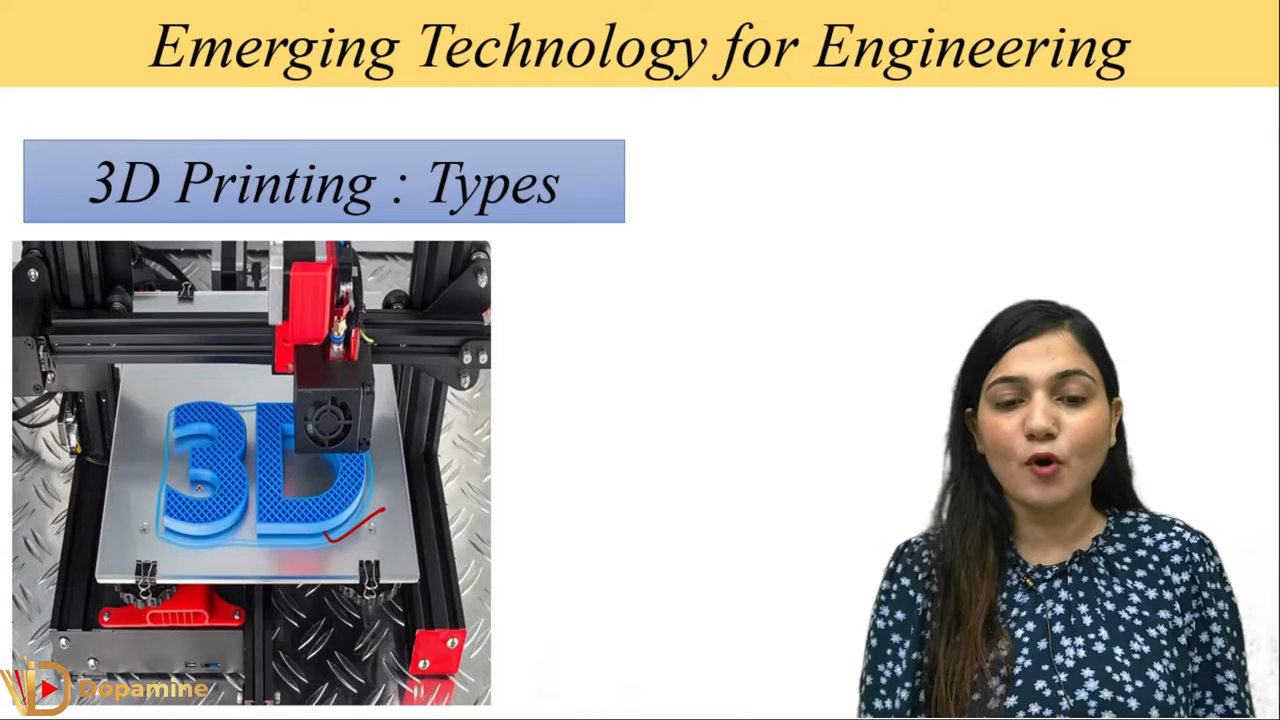 Emerging Technology for Engineering
3D Printing : Types
3D
Dopamine